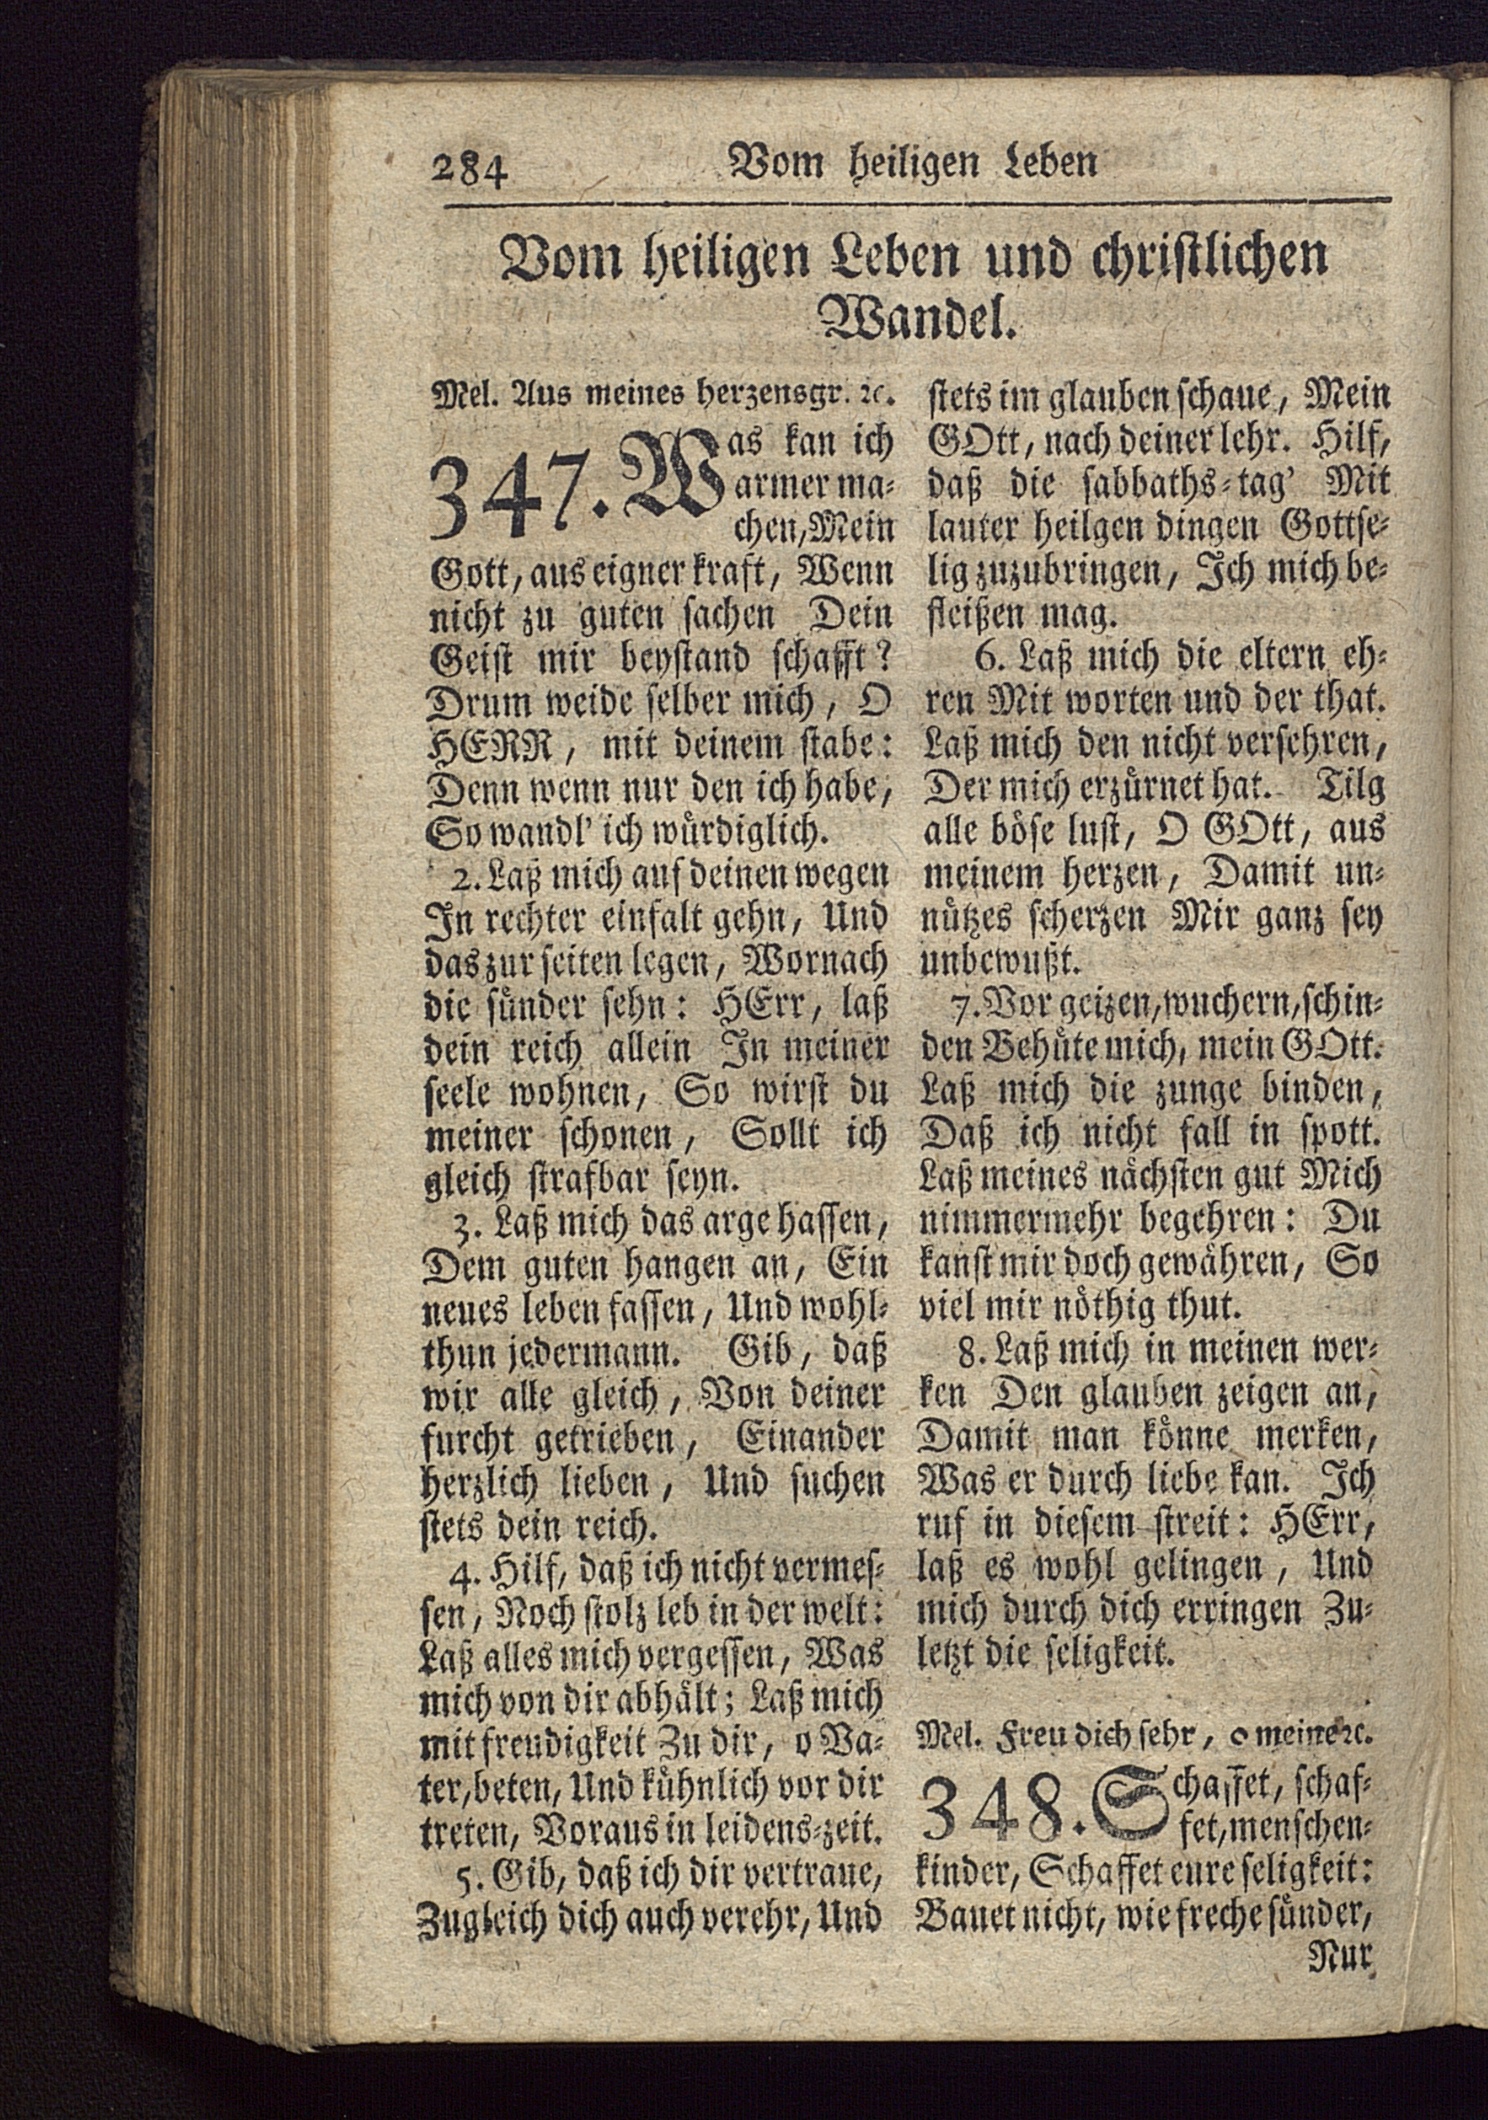 284 Vom heiligen Leben
Vom heiligen Leben und christlichen
Wandel.
Mel. Aus meines herzensgr. ꝛc.
347. Was kan ich
armer ma-
chen, Mein
Gott, aus eigner kraft, Wenn
nicht zu guten sachen Dein
Geist mir beystand schafft?
Drum weide selber mich, O
HERR, mit deinem stabe:
Denn wenn nur den ich habe,
So wandl' ich würdiglich.
2. Laß mich auf deinen wegen
In rechter einfalt gehn, Und
das zur seiten legen, Wornach
die sünder sehn: HErr, laß
dein reich allein In meiner
seele wohnen, So wirst du
meiner schonen, Sollt ich
gleich strafbar seyn.
3. Laß mich das arge hassen,
Dem guten hangen an, Ein
neues leben fassen, Und wohl-
thun jedermann. Gib, daß
wir alle gleich, Von deiner
furcht getrieben, Einander
herzlich lieben, Und suchen
stets dein reich.
4. Hilf, daß ich nicht vermes-
sen, Noch stolz leb in der welt:
Laß alles mich vergessen, Was
mich von dir abhält; Laß mich
mit freudigkeit Zu dir, o Va-
ter, beten, Und kühnlich vor dir
treten, Voraus in leidens-zeit.
5. Gib, daß ich dir vertraue,
Zugleich dich auch verehr, Und
stets im glauben schaue, Mein
GOtt, nach deiner lehr. Hilf,
daß die sabbaths-tag' Mit
lauter heilgen dingen Gottse-
lig zuzubringen, Ich mich be-
fleißen mag.
6. Laß mich die eltern eh-
ren Mit worten und der that.
Laß mich den nicht versehren,
Der mich erzürnet hat. Tilg
alle böse lust, O GOtt, aus
meinem herzen, Damit un-
nützes scherzen Mir ganz sey
unbewußt.
7. Vor geizen, wuchern, schin-
den Behüte mich, mein GOtt.
Laß mich die zunge binden,
Daß ich nicht fall in spott.
Laß meines nächsten gut Mich
nimmermehr begehren: Du
kanst mir doch gewähren, So
viel mir nöthig thut.
8. Laß mich in meinen wer-
ken Den glauben zeigen an,
Damit man könne merken,
Was er durch liebe kan. Ich
ruf in diesem streit: HErr,
laß es wohl gelingen, Und
mich durch dich erringen Zu-
letzt die seligkeit.
Mel. Freu dich sehr, o meine ꝛc.
348. Schaffet, schaf-
fet, menschen-
kinder, Schaffet eure seligkeit:
Bauet nicht, wie freche sünder,
Nur